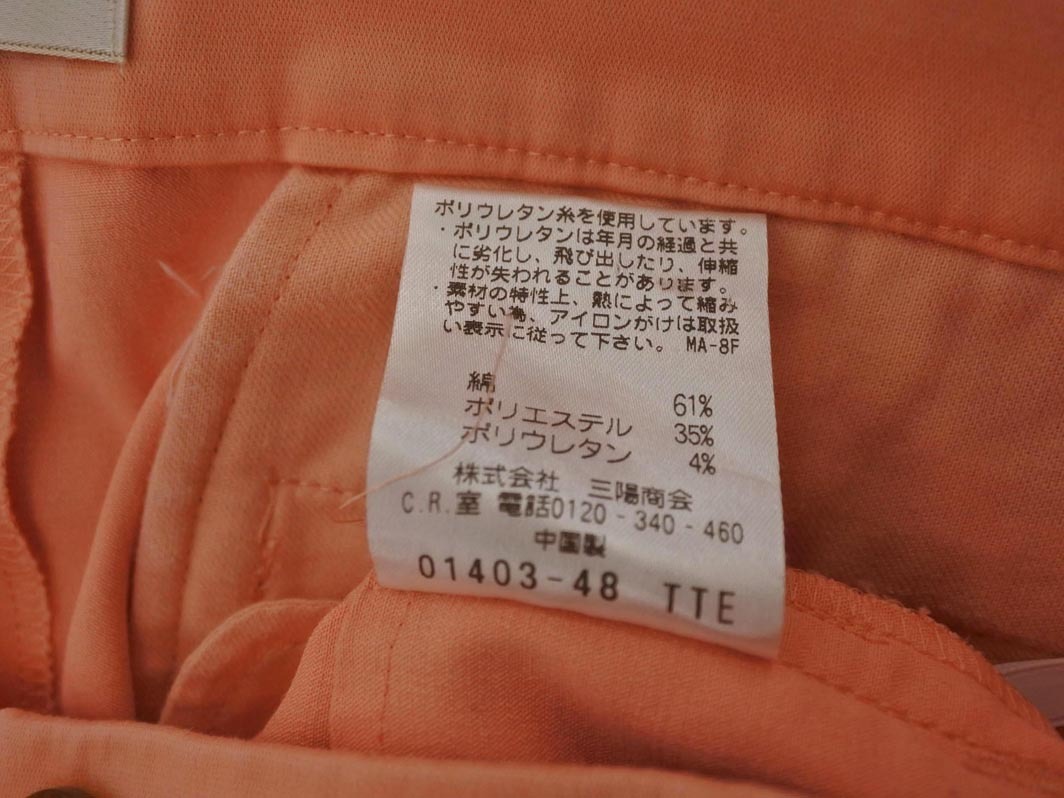 ポリウレタン糸を使用しています。
・ポリウレタンは年月の経過と共
に劣化し、飛び出したり、伸縮
性が失われることがあります。
・素材の特性上、熱によって縮み
やすい為、アイロンがけは取扱
い表示に従って下さい。 MA-8F
綿 61%
ポリエステル 35%
ポリウレタン 4%
株式会社 三陽商会
C.R.室 電話0120-340-460
中国製
01403-48 TTE